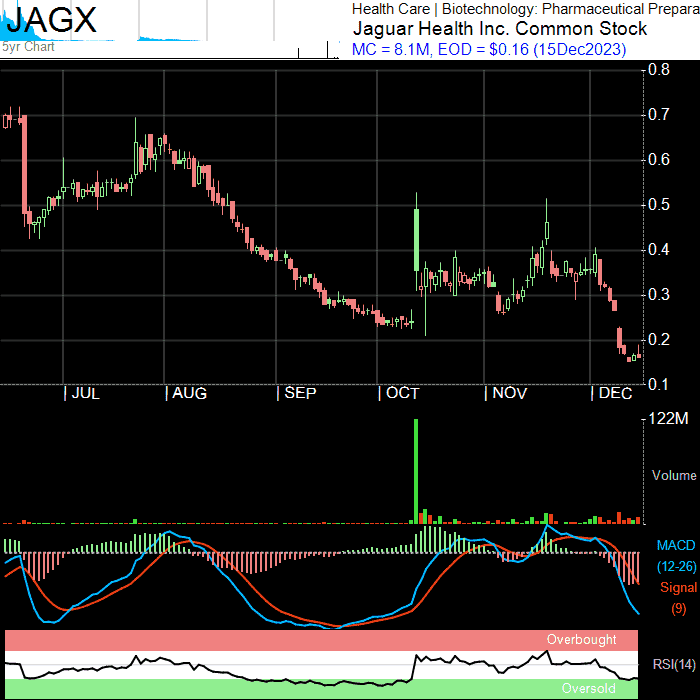 JAGX
5yr Chart
Health Care | Biotechnology: Pharmaceutical Prepara
Jaguar Health Inc. Common Stock
MC = 8.1M, EOD = $0.16 (15Dec2023)
0.8
0.7
0.6
0.5
0.4
0.3
0.2
0.1
| JUL | AUG | SEP | OCT | NOV | DEC
122M
Volume
MACD
(12-26)
Signal
(9)
Overbought
RSI(14)
Oversold